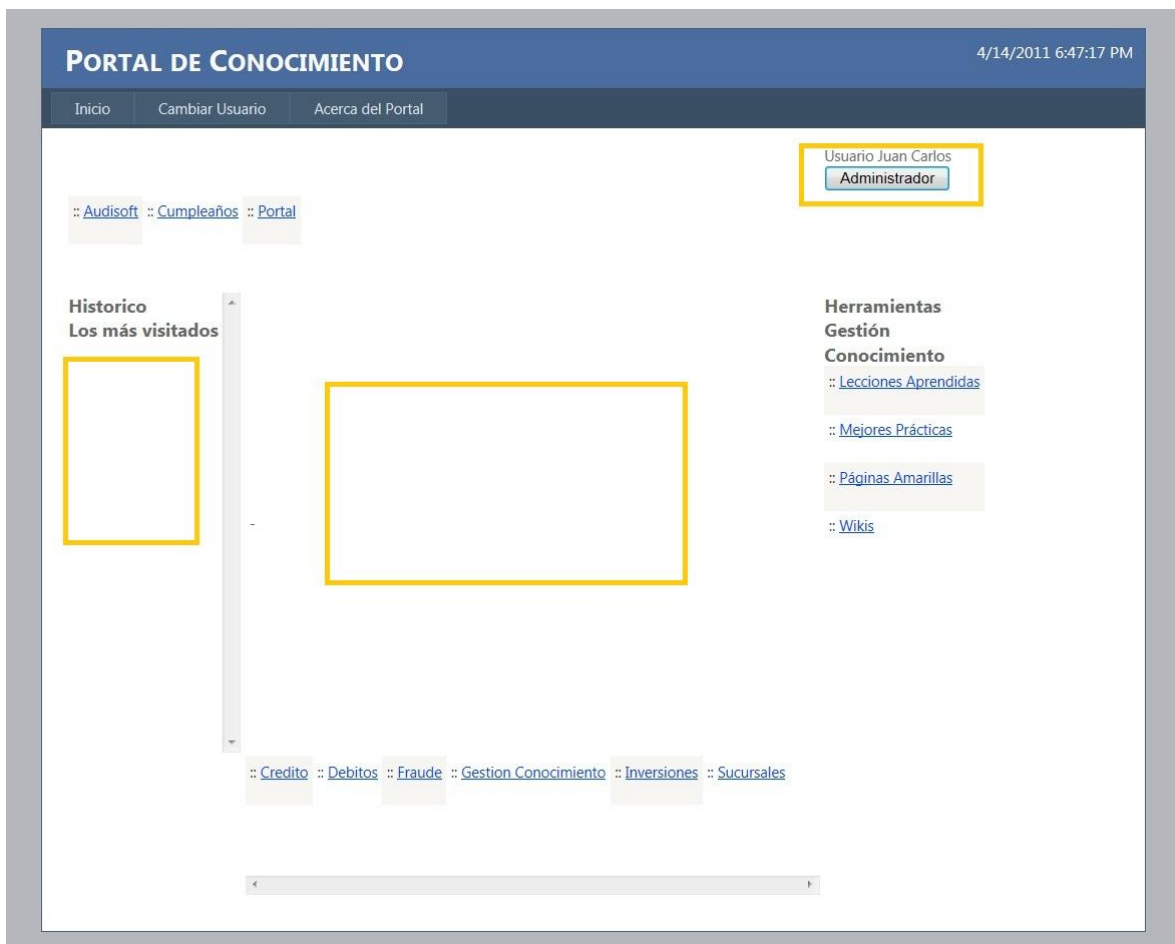 PORTAL DE CONOCIMIENTO
4/14/2011 6:47:17 PM
Inicio Cambiar Usuario Acerca del Portal
Usuario Juan Carlos
Administrador
:: Audisoft :: Cumpleaños :: Portal
Historico
Los más visitados
-
Herramientas
Gestión
Conocimiento
:: Lecciones Aprendidas
:: Mejores Prácticas
:: Páginas Amarillas
:: Wikis
:: Credito :: Debitos :: Fraude :: Gestion Conocimiento :: Inversiones :: Sucursales